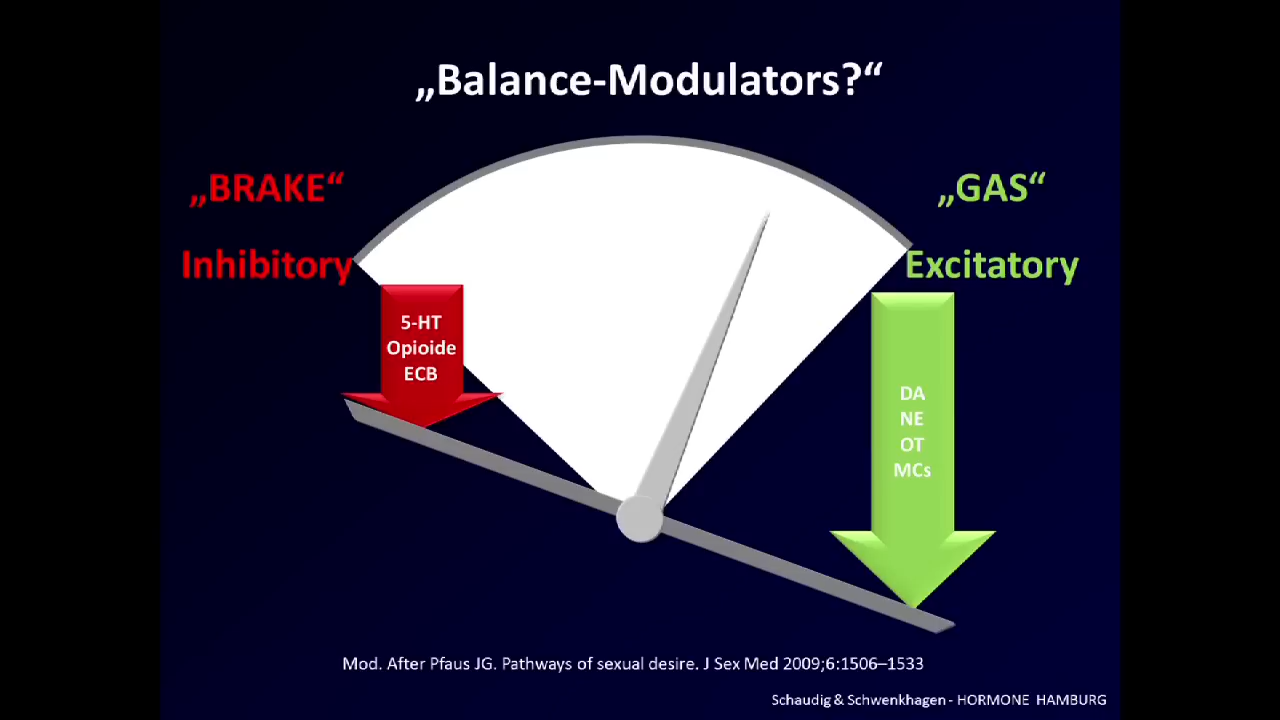 „Balance-Modulators?“
„BRAKE“
„GAS“
Inhibitory
Excitatory
5-HT
Opioide
ECB
DA
NE
OT
MCs
Mod. After Pfaus JG. Pathways of sexual desire. J Sex Med 2009;6:1506–1533
Schaudig & Schwenkhagen - HORMONE HAMBURG